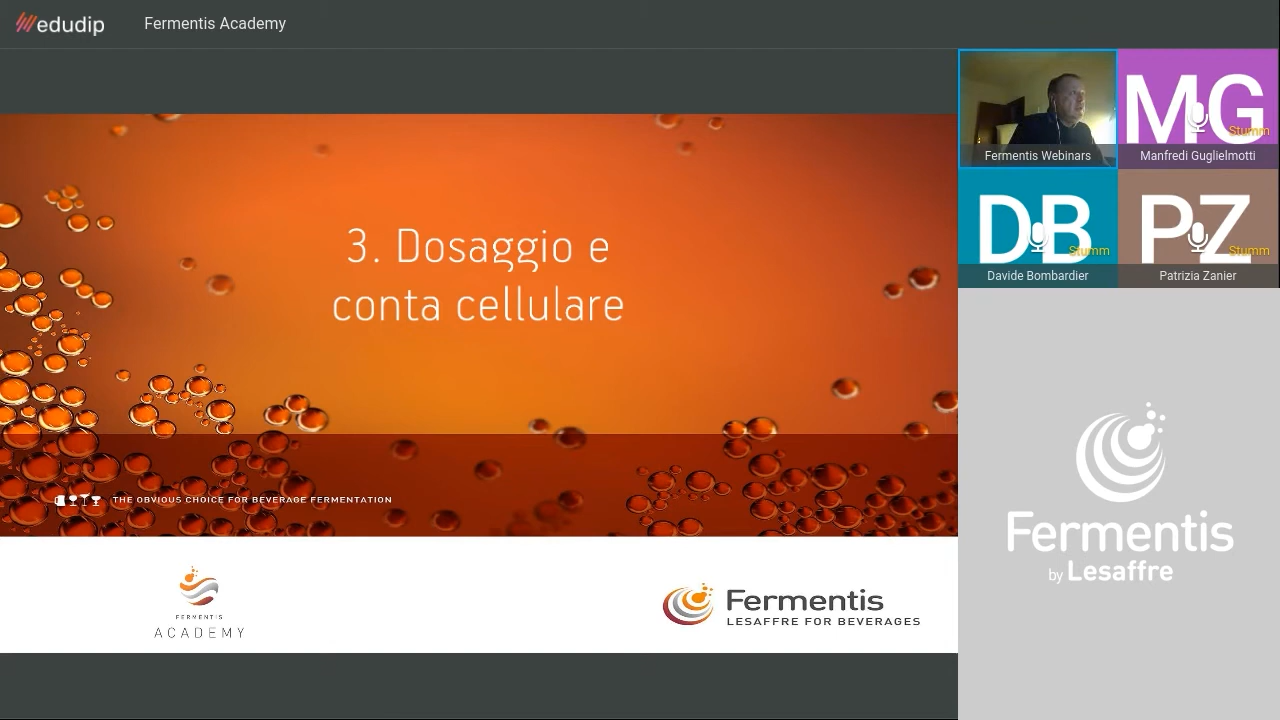 edudip
Fermentis Academy
3. Dosaggio e
conta cellulare
THE OBVIOUS CHOICE FOR BEVERAGE FERMENTATION
FERMENTIS
ACADEMY
Fermentis
LESAFFRE FOR BEVERAGES
Fermentis Webinars
MG
Stumm
Manfredi Guglielmotti
DB
Stumm
Davide Bombardier
PZ
Stumm
Patrizia Zanier
Fermentis
by Lesaffre